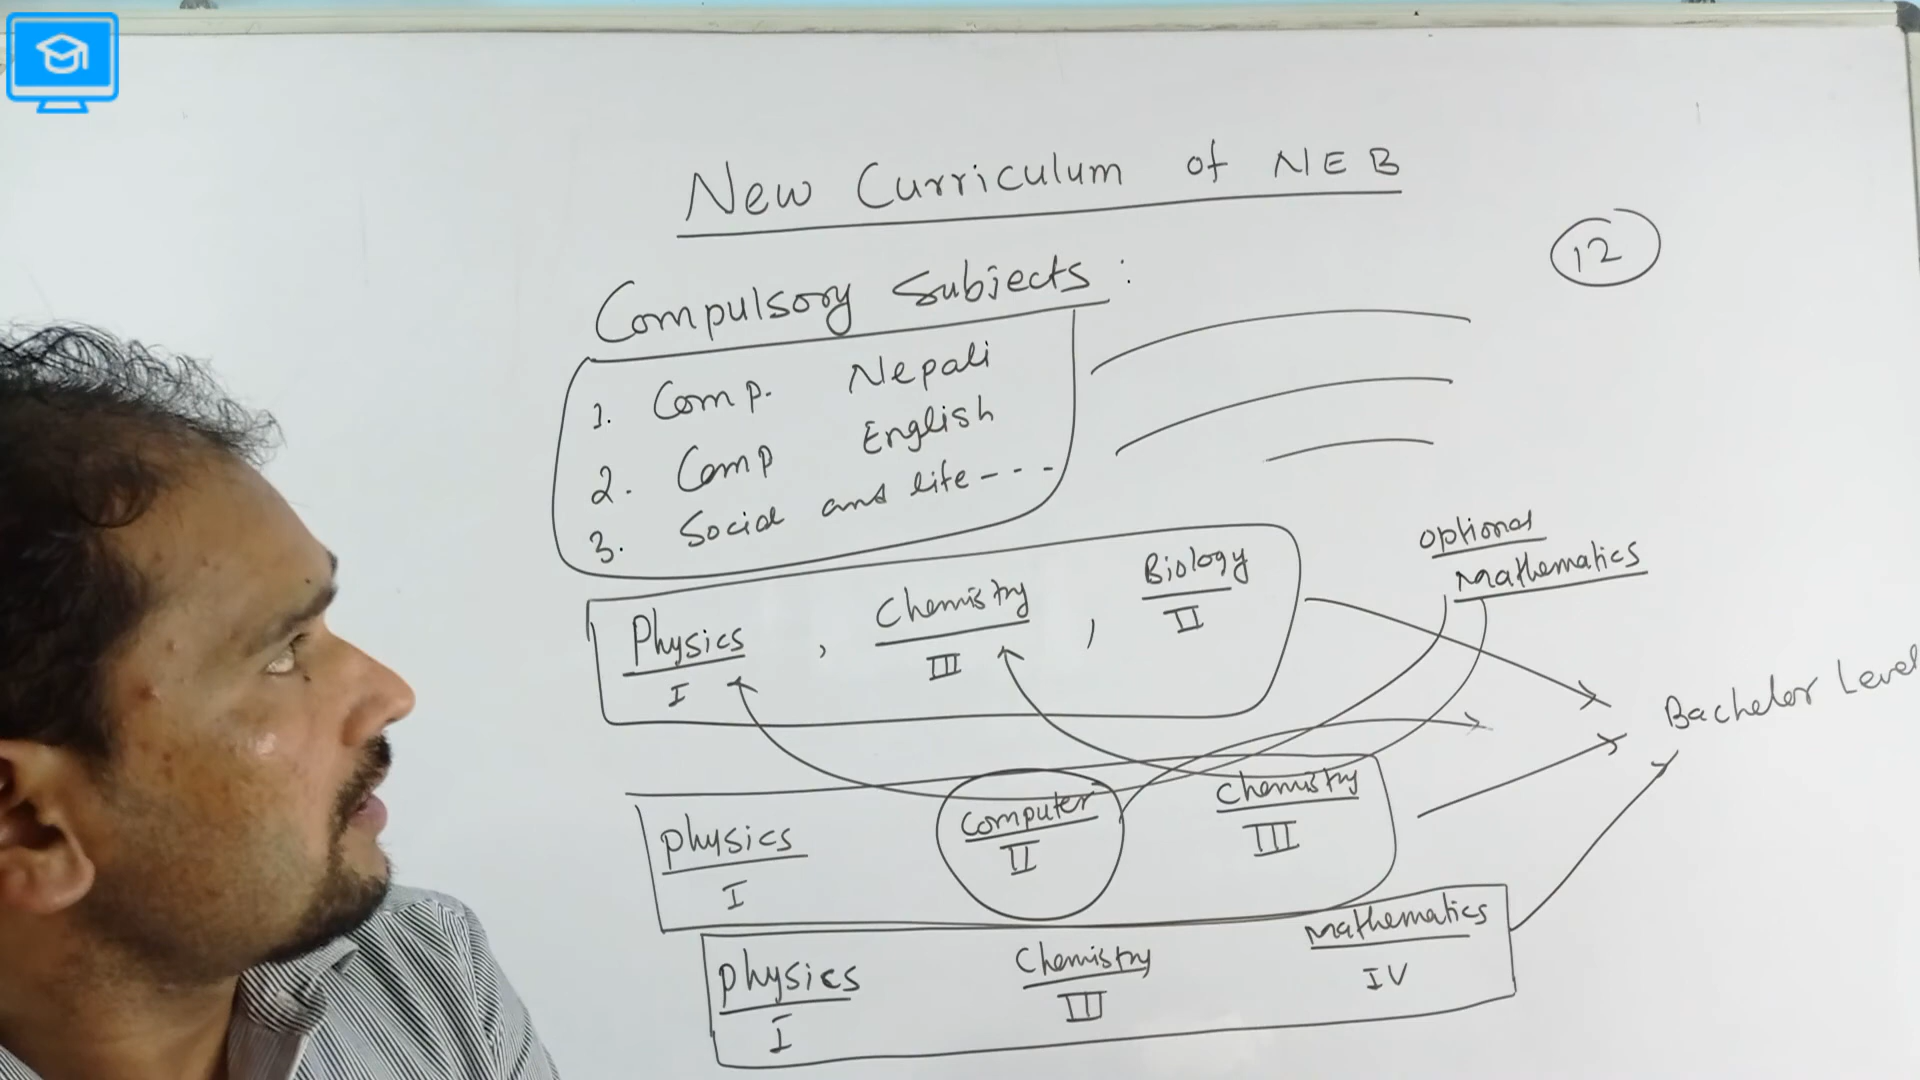 New Curriculum of NEB
12
Compulsory Subjects :
1. Comp. Nepali
2. Comp English
3. Social and life ---
Optional
Mathematics
Physics , Chemistry , Biology
I III II
Bachelor Level
Physics Computer Chemistry
I II III
Physics Chemistry Mathematics
I III IV